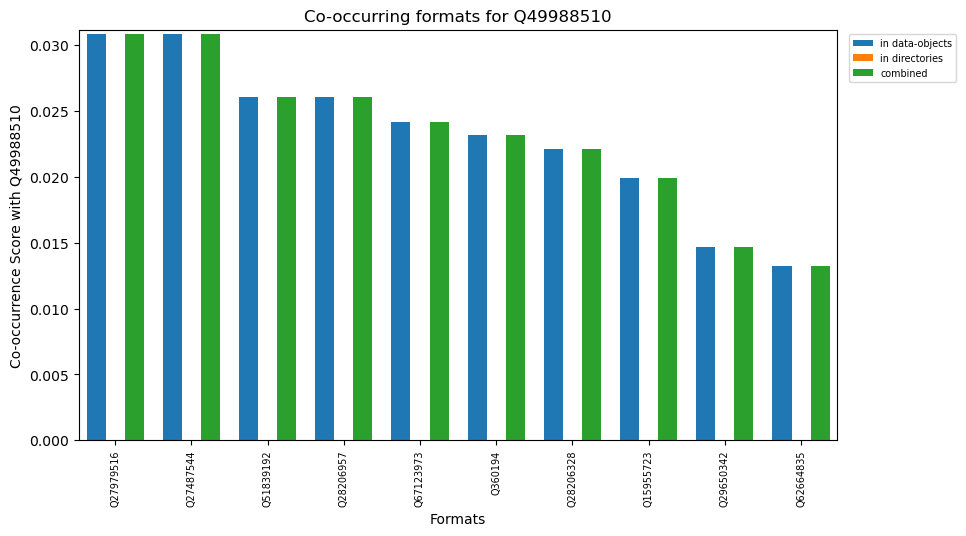 Co-occurring formats for Q49988510
in data-objects
in directories
combined
Co-occurrence Score with Q49988510
0.030
0.025
0.020
0.015
0.010
0.005
0.000
Q27979516
Q27487544
Q51839192
Q28206957
Q67123973
Q360194
Q28206328
Q15955723
Q29650342
Q62664835
Formats